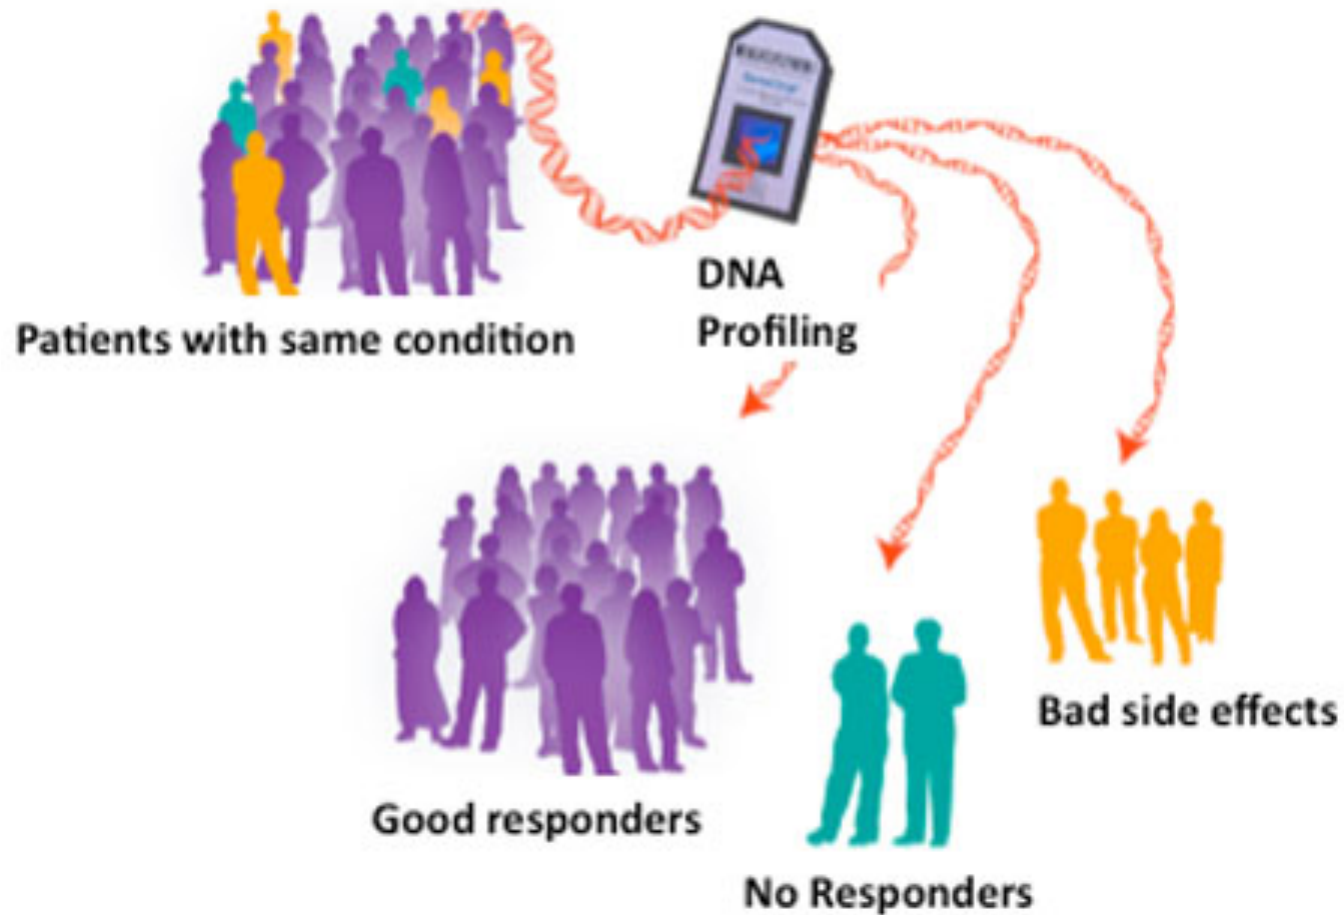 DNA
Profiling
Patients with same condition
Good responders
No Responders
Bad side effects